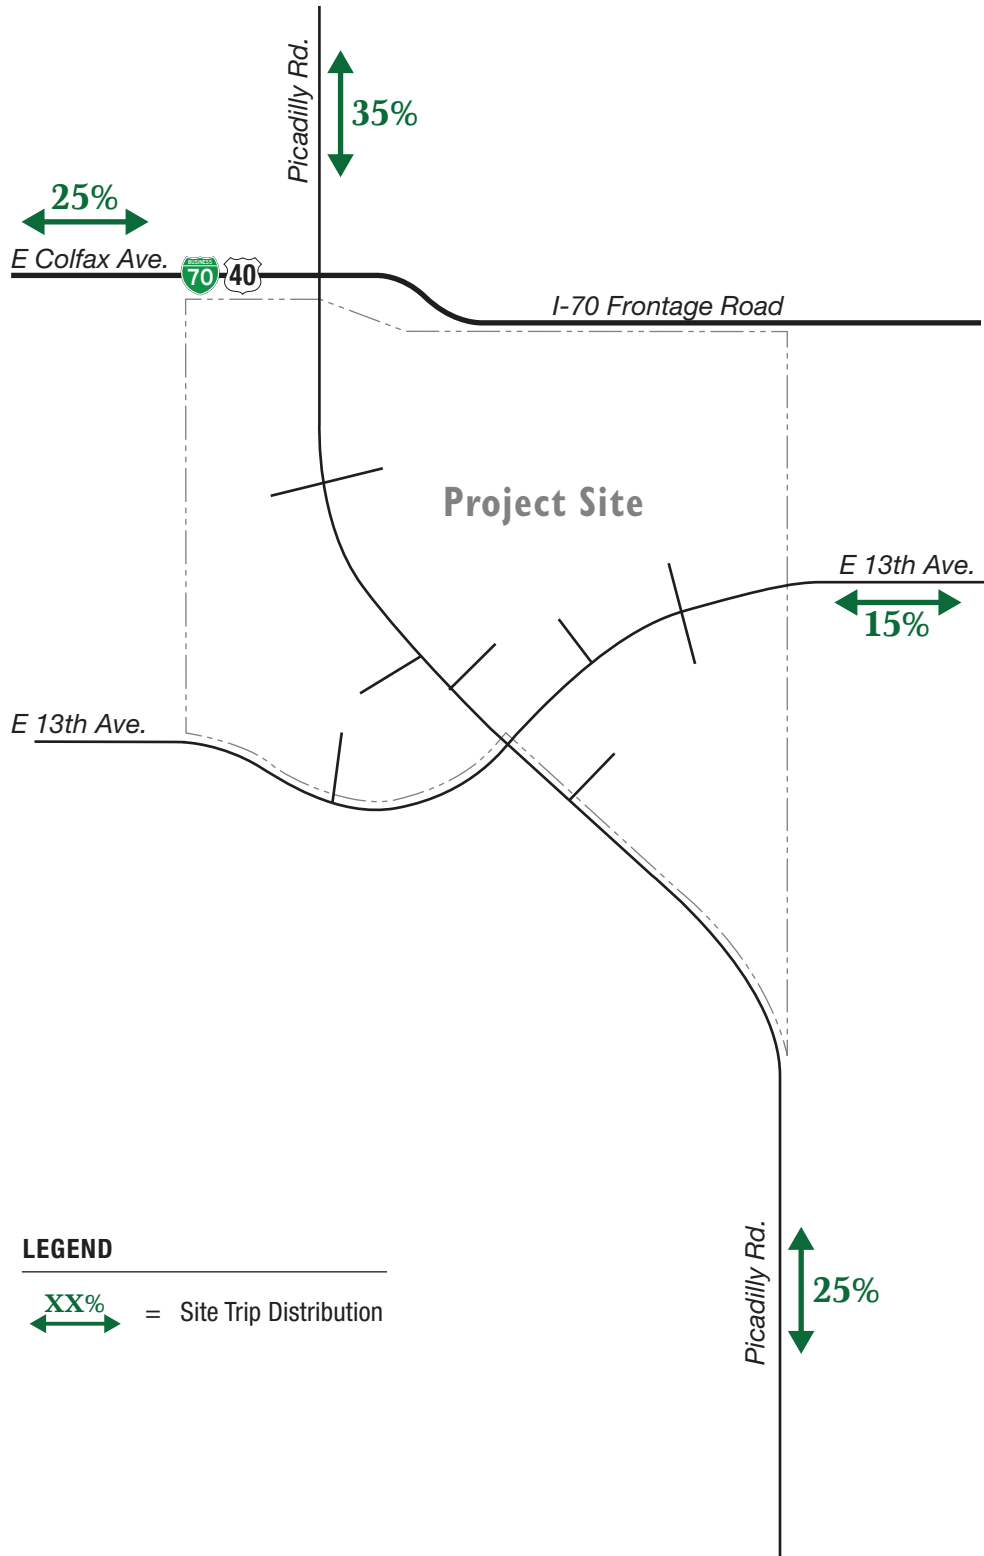 Picadilly Rd.
35%
25%
E Colfax Ave.
BUSINESS
70
40
I-70 Frontage Road
Project Site
E 13th Ave.
15%
E 13th Ave.
Picadilly Rd.
25%
LEGEND
XX%
= Site Trip Distribution